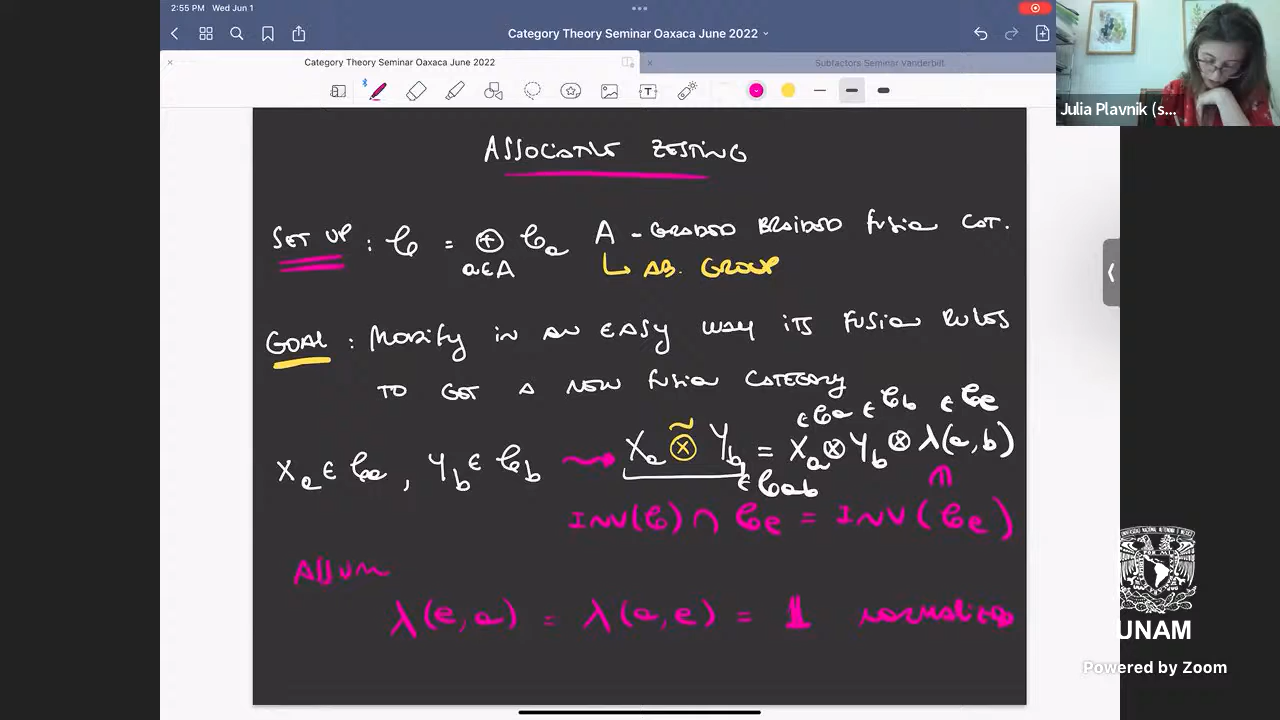 2:55 PM Wed Jun 1
Category Theory Seminar Oaxaca June 2022
Category Theory Seminar Oaxaca June 2022
Subfactors Seminar Vanderbilt
Julia Plavnik (s...
ASSOCIATIVE ZESTING
SET UP : 𝒞 = ⊕ 𝒞a A - GRADED BRAIDED FUSION CAT.
a∈A ↳ AB. GROUP
GOAL : MODIFY IN AN EASY WAY ITS FUSION RULES
TO GET A NEW FUSION CATEGORY
∈𝒞a ∈𝒞b ∈𝒞e
Xa ∈ 𝒞a , Yb ∈ 𝒞b ⟿ Xa ⊗̃ Yb = Xa ⊗ Yb ⊗ λ(a,b)
∈𝒞ab
INV(𝒞) ∩ 𝒞e = INV(𝒞e)
ASSUM
λ(e,a) = λ(a,e) = 1 NORMALIZED
UNAM
Powered by Zoom